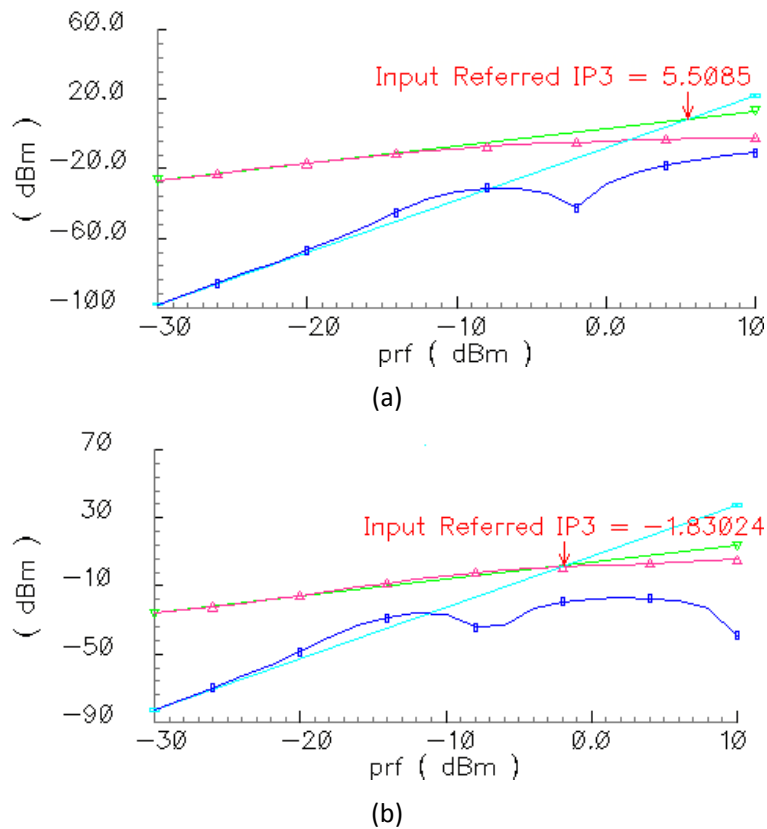 60.0
Input Referred IP3 = 5.5085
20.0
-20.0
-60.0
-100
( dBm )
-30
-20
-10
0.0
10
prf ( dBm )
(a)
70
30
Input Referred IP3 = -1.83024
-10
-50
-90
( dBm )
-30
-20
-10
0.0
10
prf ( dBm )
(b)